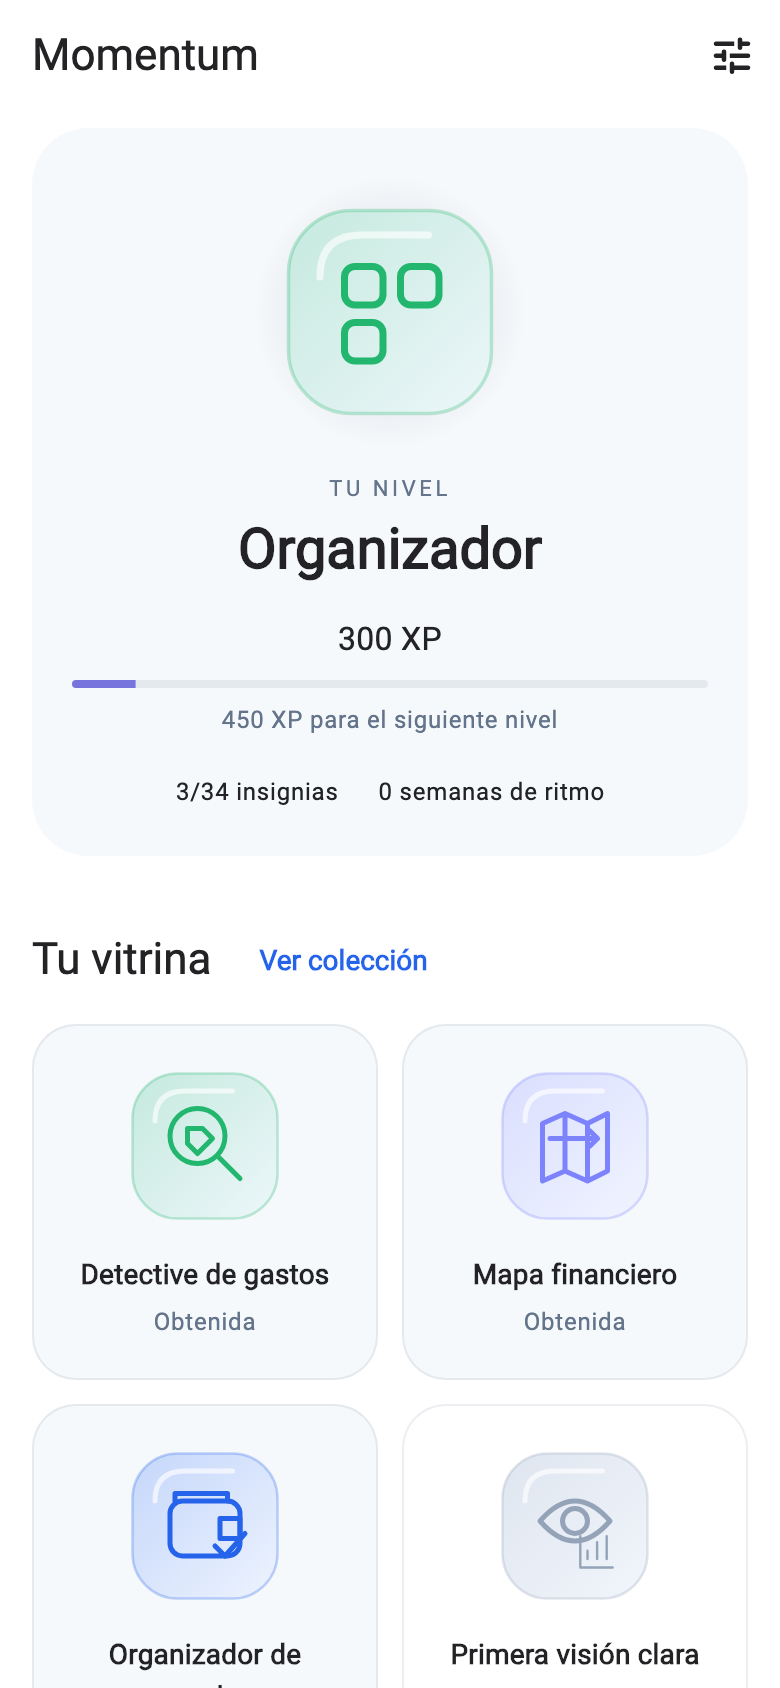 Momentum
TU NIVEL
Organizador
300 XP
450 XP para el siguiente nivel
3/34 insignias 0 semanas de ritmo
Tu vitrina Ver colección
Detective de gastos
Obtenida
Mapa financiero
Obtenida
Organizador de
Primera visión clara